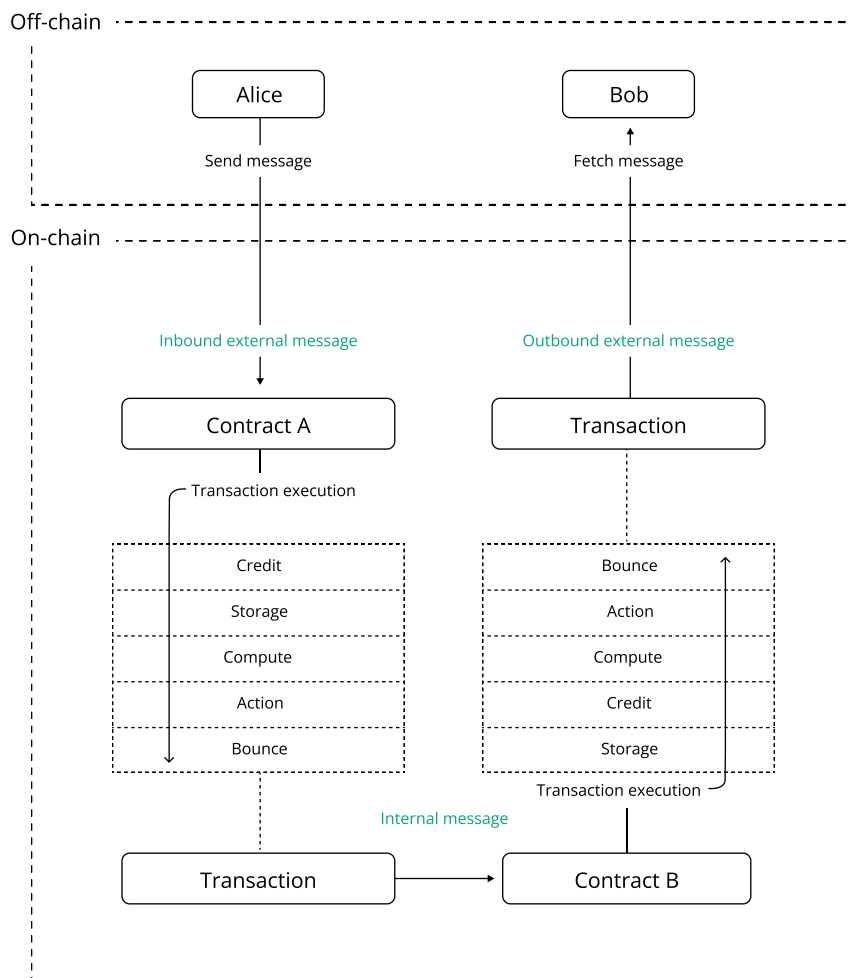 Off-chain
Alice
Bob
Send message
Fetch message
On-chain
Inbound external message
Outbound external message
Contract A
Transaction
Transaction execution
Credit
Storage
Compute
Action
Bounce
Bounce
Action
Compute
Credit
Storage
Transaction execution
Internal message
Transaction
Contract B